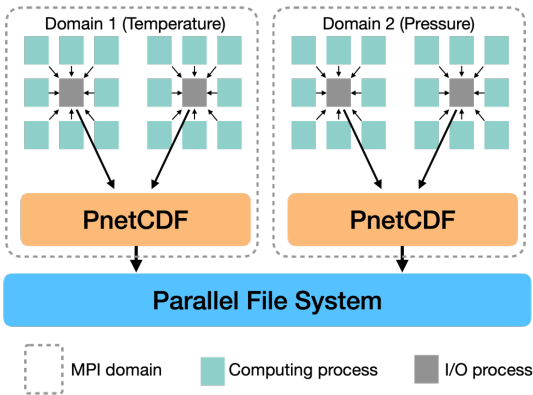 Domain 1 (Temperature)
Domain 2 (Pressure)
PnetCDF
PnetCDF
Parallel File System
MPI domain
Computing process
I/O process